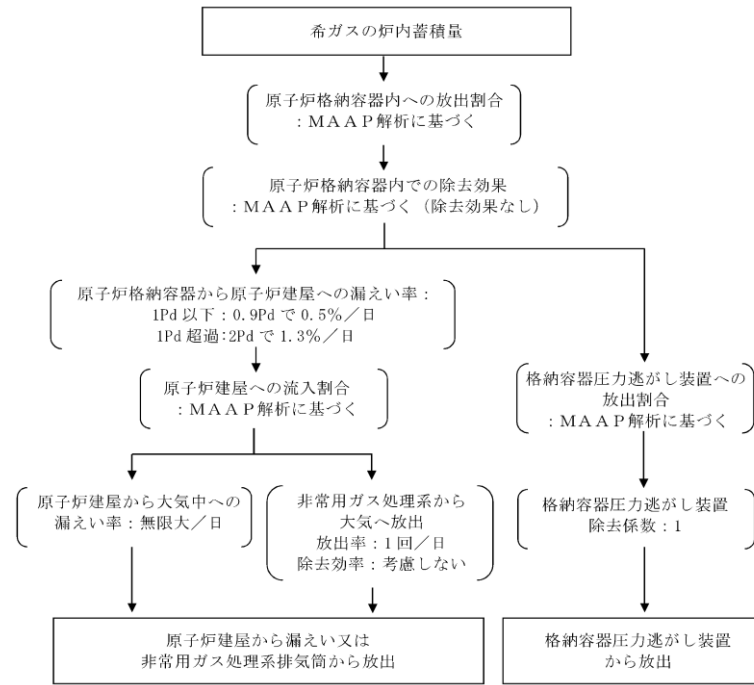 希ガスの炉内蓄積量
原子炉格納容器内への放出割合
：ＭＡＡＰ解析に基づく
原子炉格納容器内での除去効果
：ＭＡＡＰ解析に基づく（除去効果なし）
原子炉格納容器から原子炉建屋への漏えい率：
1Pd 以下：0.9Pd で 0.5％／日
1Pd 超過：2Pd で 1.3％／日
原子炉建屋への流入割合
：ＭＡＡＰ解析に基づく
格納容器圧力逃がし装置への
放出割合
：ＭＡＡＰ解析に基づく
原子炉建屋から大気中への
漏えい率：無限大／日
非常用ガス処理系から
大気へ放出
放出率：1回／日
除去効率：考慮しない
格納容器圧力逃がし装置
除去係数：1
原子炉建屋から漏えい又は
非常用ガス処理系排気筒から放出
格納容器圧力逃がし装置
から放出